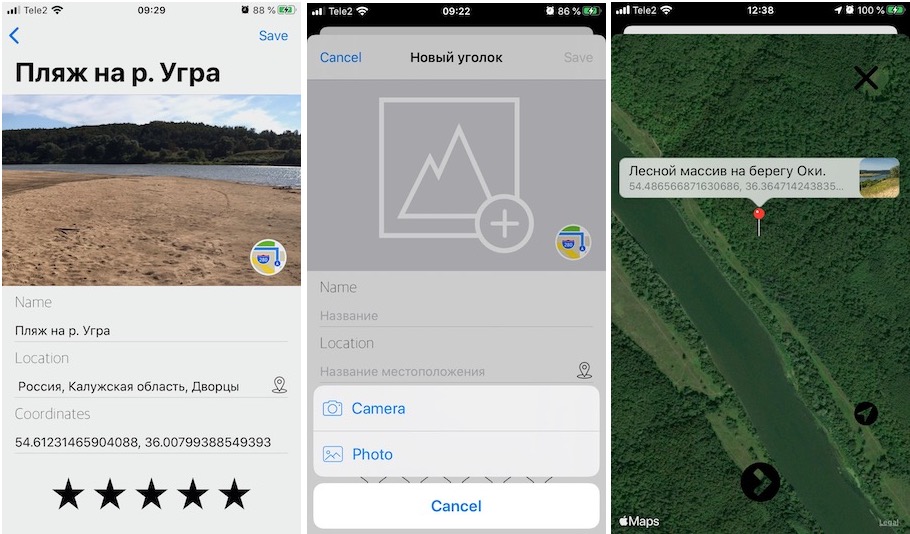 Tele2
09:29
88 %
Save
Пляж на р. Угра
280
Name
Пляж на р. Угра
Location
Россия, Калужская область, Дворцы
Coordinates
54.61231465904088, 36.00799388549393
Tele2
09:22
86 %
Cancel
Новый уголок
Save
280
Name
Название
Location
Название местоположения
Camera
Photo
Cancel
Tele2
12:38
100 %
Лесной массив на берегу Оки.
54.486566871630686, 36.364714243835...
Maps
Legal